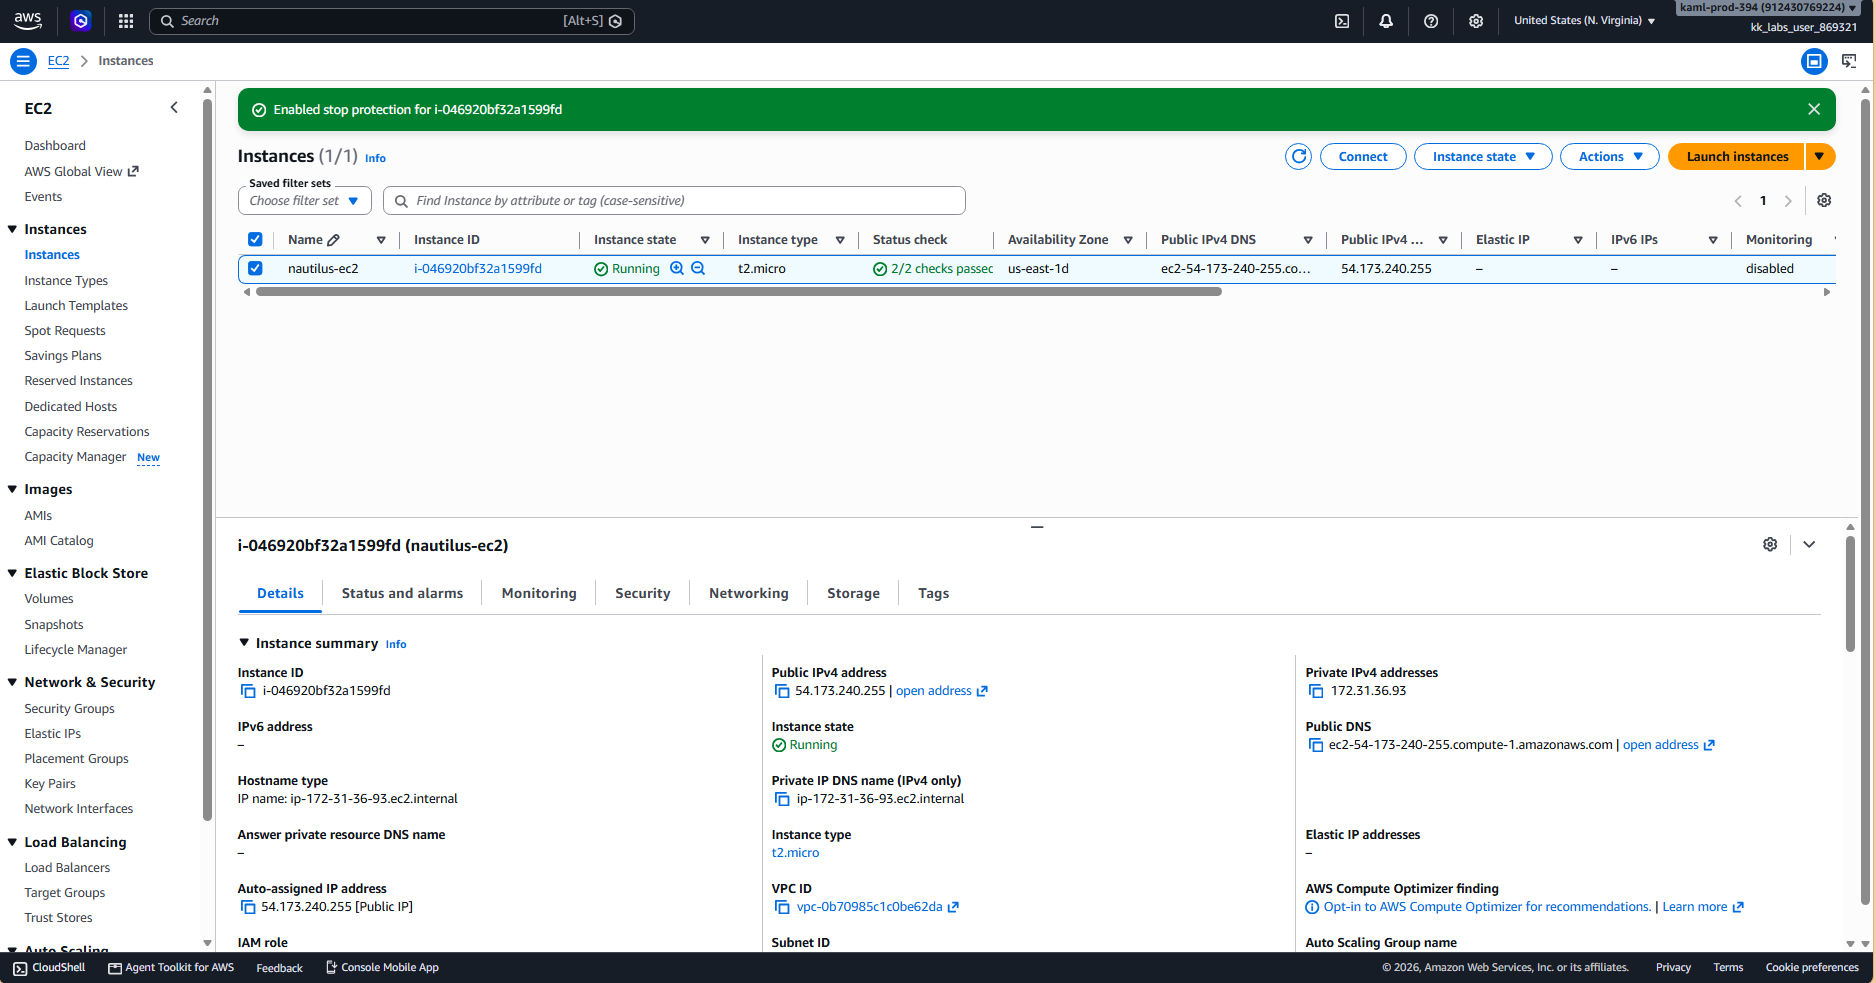 aws
Search [Alt+S]
United States (N. Virginia)
kaml-prod-394 (912430769224)
kk_labs_user_869321
EC2 > Instances
EC2
Dashboard
AWS Global View
Events
Instances
Instances
Instance Types
Launch Templates
Spot Requests
Savings Plans
Reserved Instances
Dedicated Hosts
Capacity Reservations
Capacity Manager New
Images
AMIs
AMI Catalog
Elastic Block Store
Volumes
Snapshots
Lifecycle Manager
Network & Security
Security Groups
Elastic IPs
Placement Groups
Key Pairs
Network Interfaces
Load Balancing
Load Balancers
Target Groups
Trust Stores
Auto Scaling
Enabled stop protection for i-046920bf32a1599fd
Instances (1/1) Info
Connect
Instance state
Actions
Launch instances
Saved filter sets
Choose filter set
Find Instance by attribute or tag (case-sensitive)
1
Name Instance ID Instance state Instance type Status check Availability Zone Public IPv4 DNS Public IPv4 ... Elastic IP IPv6 IPs Monitoring
nautilus-ec2 i-046920bf32a1599fd Running t2.micro 2/2 checks passec us-east-1d ec2-54-173-240-255.co... 54.173.240.255 – – disabled
i-046920bf32a1599fd (nautilus-ec2)
Details Status and alarms Monitoring Security Networking Storage Tags
Instance summary Info
Instance ID
i-046920bf32a1599fd
Public IPv4 address
54.173.240.255 | open address
Private IPv4 addresses
172.31.36.93
IPv6 address
–
Instance state
Running
Public DNS
ec2-54-173-240-255.compute-1.amazonaws.com | open address
Hostname type
IP name: ip-172-31-36-93.ec2.internal
Private IP DNS name (IPv4 only)
ip-172-31-36-93.ec2.internal
Answer private resource DNS name
–
Instance type
t2.micro
Elastic IP addresses
–
Auto-assigned IP address
54.173.240.255 [Public IP]
VPC ID
vpc-0b70985c1c0be62da
AWS Compute Optimizer finding
Opt-in to AWS Compute Optimizer for recommendations. | Learn more
IAM role
Subnet ID
Auto Scaling Group name
CloudShell
Agent Toolkit for AWS
Feedback
Console Mobile App
© 2026, Amazon Web Services, Inc. or its affiliates.
Privacy
Terms
Cookie preferences